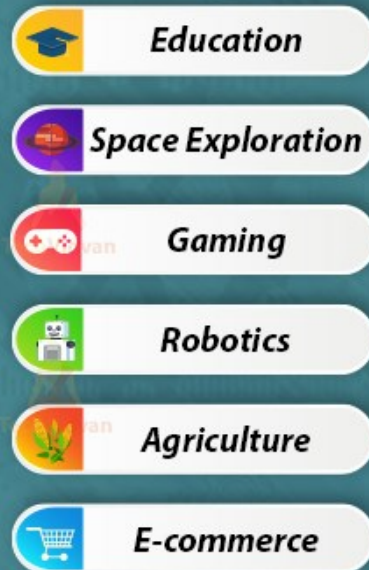 Education
Space Exploration
Gaming
Robotics
Agriculture
E-commerce